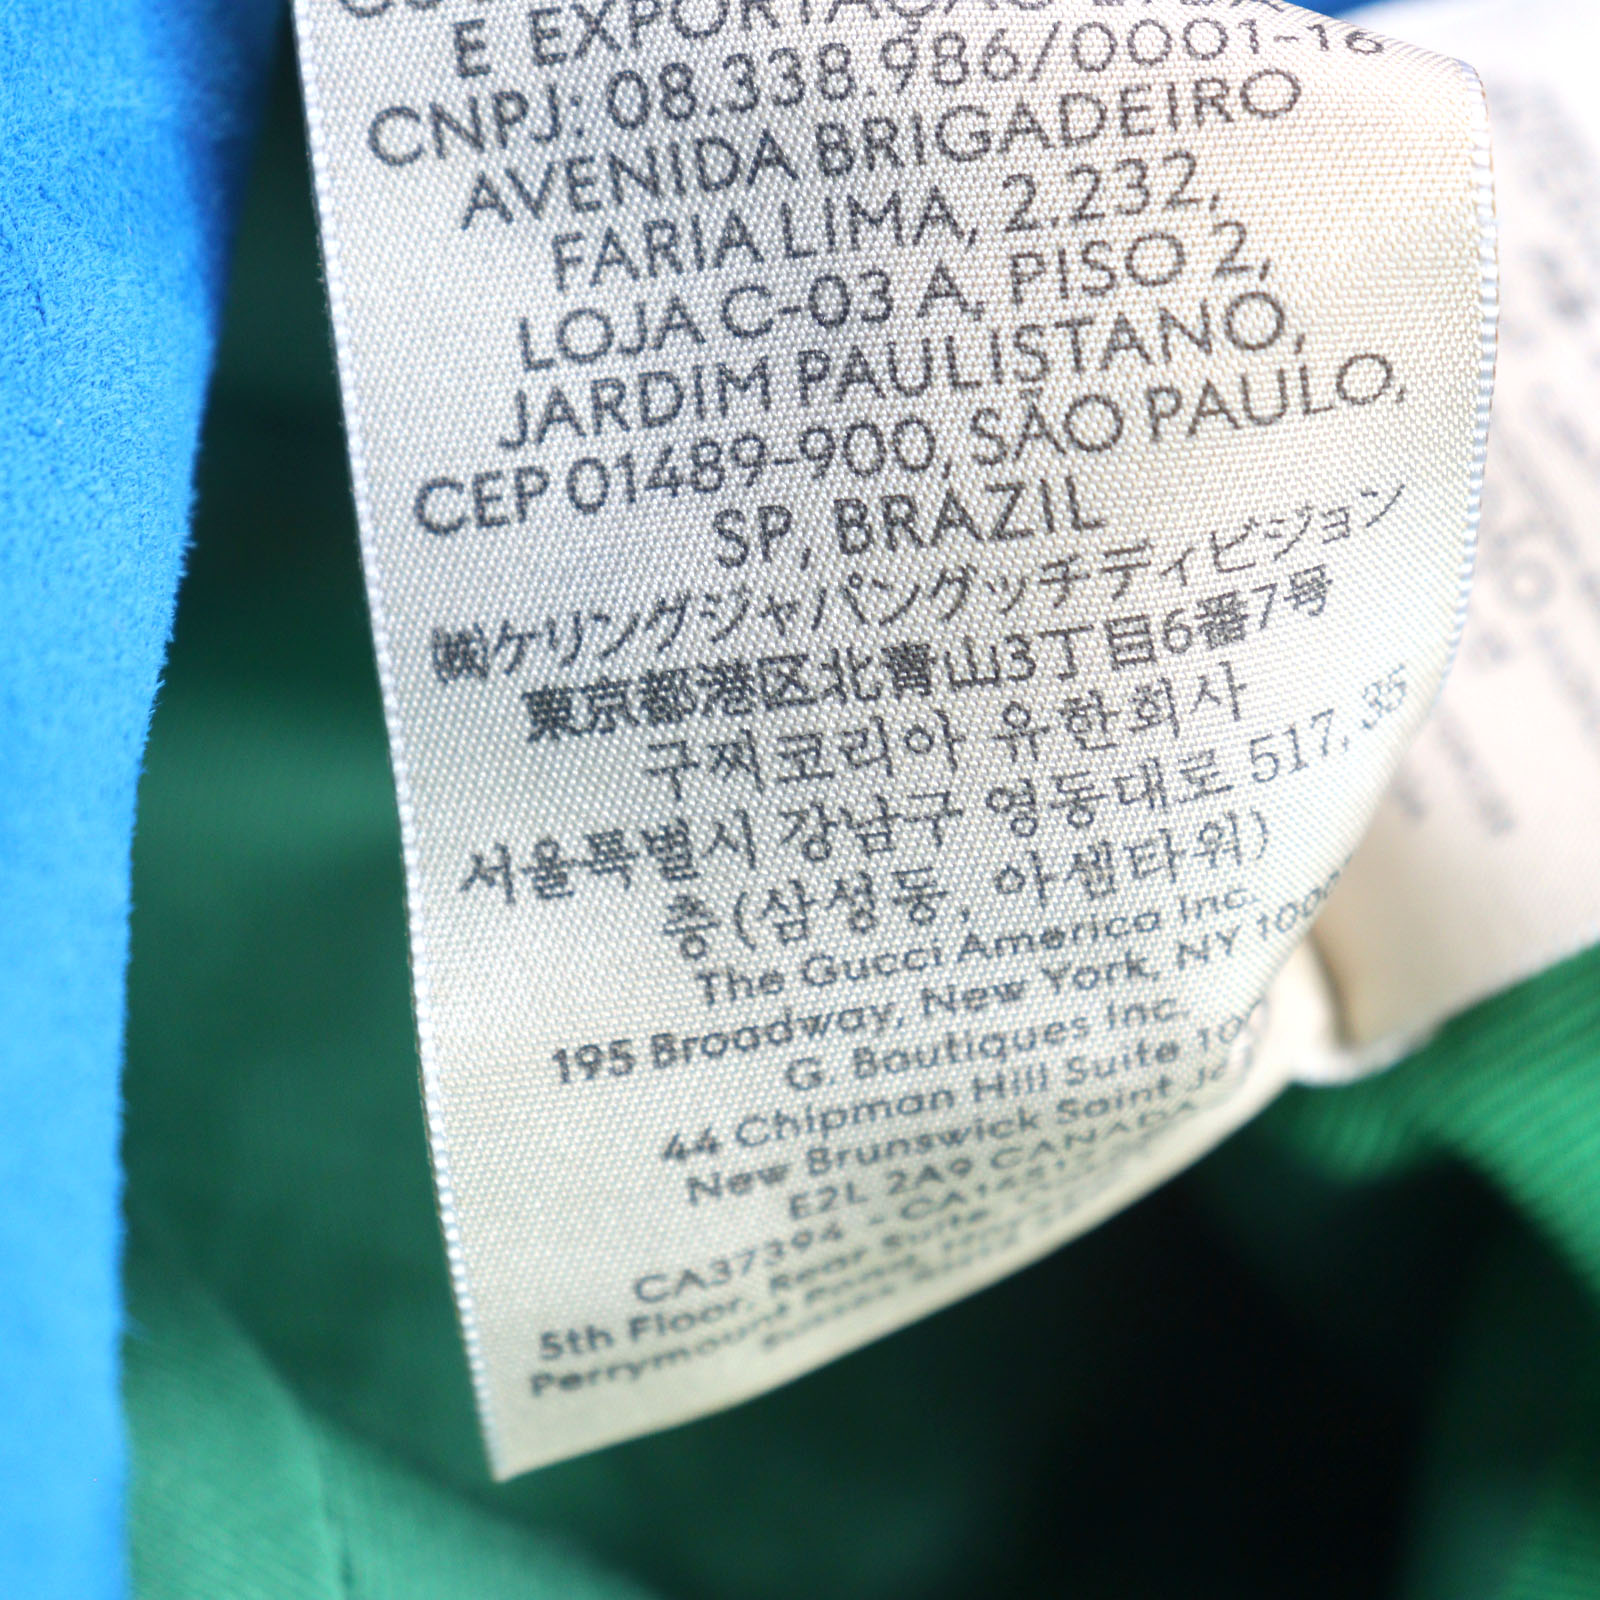 E EXPORTAÇÃO
CNPJ: 08.338.986/0001-16
AVENIDA BRIGADEIRO
FARIA LIMA, 2.232,
LOJA C-03 A, PISO 2,
JARDIM PAULISTANO,
CEP 01489-900, SÃO PAULO,
SP, BRAZIL
㈱ケリングジャパングッチディビジョン
東京都港区北青山3丁目6番7号
구찌코리아 유한회사
서울특별시 강남구 영동대로 517, 35
층(삼성동, 아셈타워)
The Gucci America Inc.
195 Broadway, New York, NY
G. Boutiques Inc.
44 Chipman Hill Suite
New Brunswick Saint
E2L 2A9 CANADA
CA37394 -
5th Floor, Rear Suite,
Perrymount